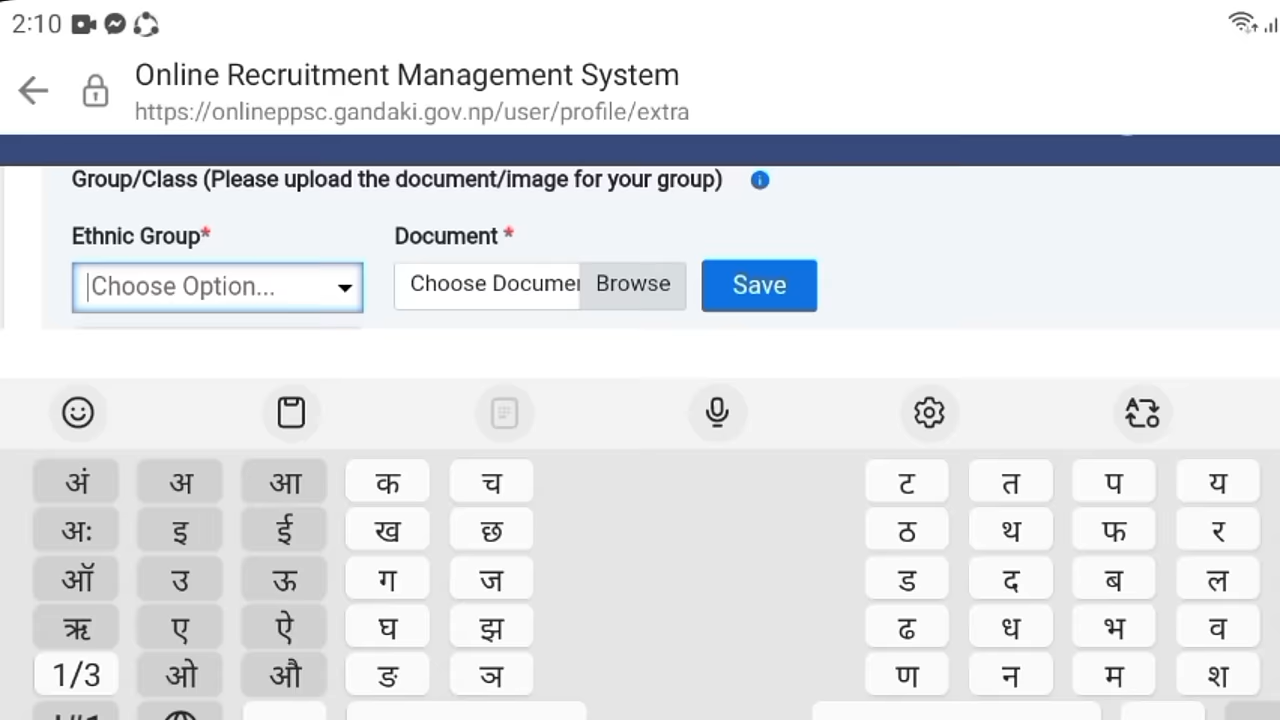 2:10
Online Recruitment Management System
https://onlineppsc.gandaki.gov.np/user/profile/extra
Group/Class (Please upload the document/image for your group)
Ethnic Group* Document *
Choose Option... Choose Documen Browse Save
अं अ आ क च ट त प य
अः इ ई ख छ ठ थ फ र
ऑ उ ऊ ग ज ड द ब ल
ऋ ए ऐ घ झ ढ ध भ व
1/3 ओ औ ङ ञ ण न म श